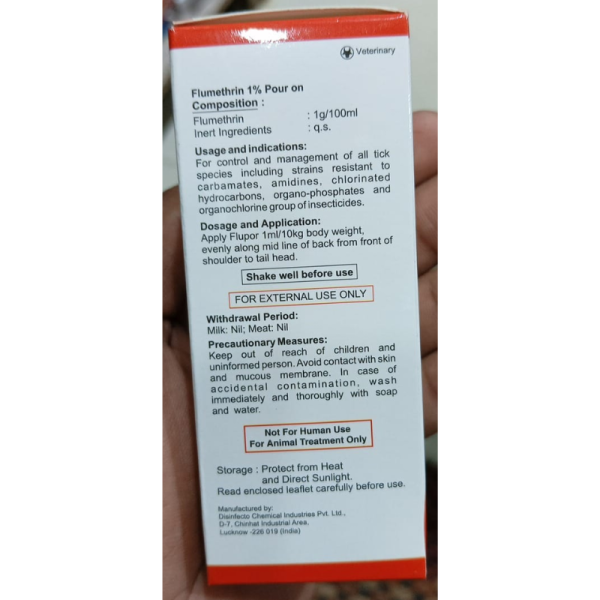 Veterinary
Flumethrin 1% Pour on
Composition :
Flumethrin : 1g/100ml
Inert Ingredients : q.s.
Usage and indications:
For control and management of all tick
species including strains resistant to
carbamates, amidines, chlorinated
hydrocarbons, organo-phosphates and
organochlorine group of insecticides.
Dosage and Application:
Apply Flupor 1ml/10kg body weight,
evenly along mid line of back from front of
shoulder to tail head.
Shake well before use
FOR EXTERNAL USE ONLY
Withdrawal Period:
Milk: Nil; Meat: Nil
Precautionary Measures:
Keep out of reach of children and
uninformed person. Avoid contact with skin
and mucous membrane. In case of
accidental contamination, wash
immediately and thoroughly with soap
and water.
Not For Human Use
For Animal Treatment Only
Storage : Protect from Heat
and Direct Sunlight.
Read enclosed leaflet carefully before use.
Manufactured by:
Disinfecto Chemical Industries Pvt. Ltd.,
D-7, Chinhat Industrial Area,
Lucknow -226 019 (India)